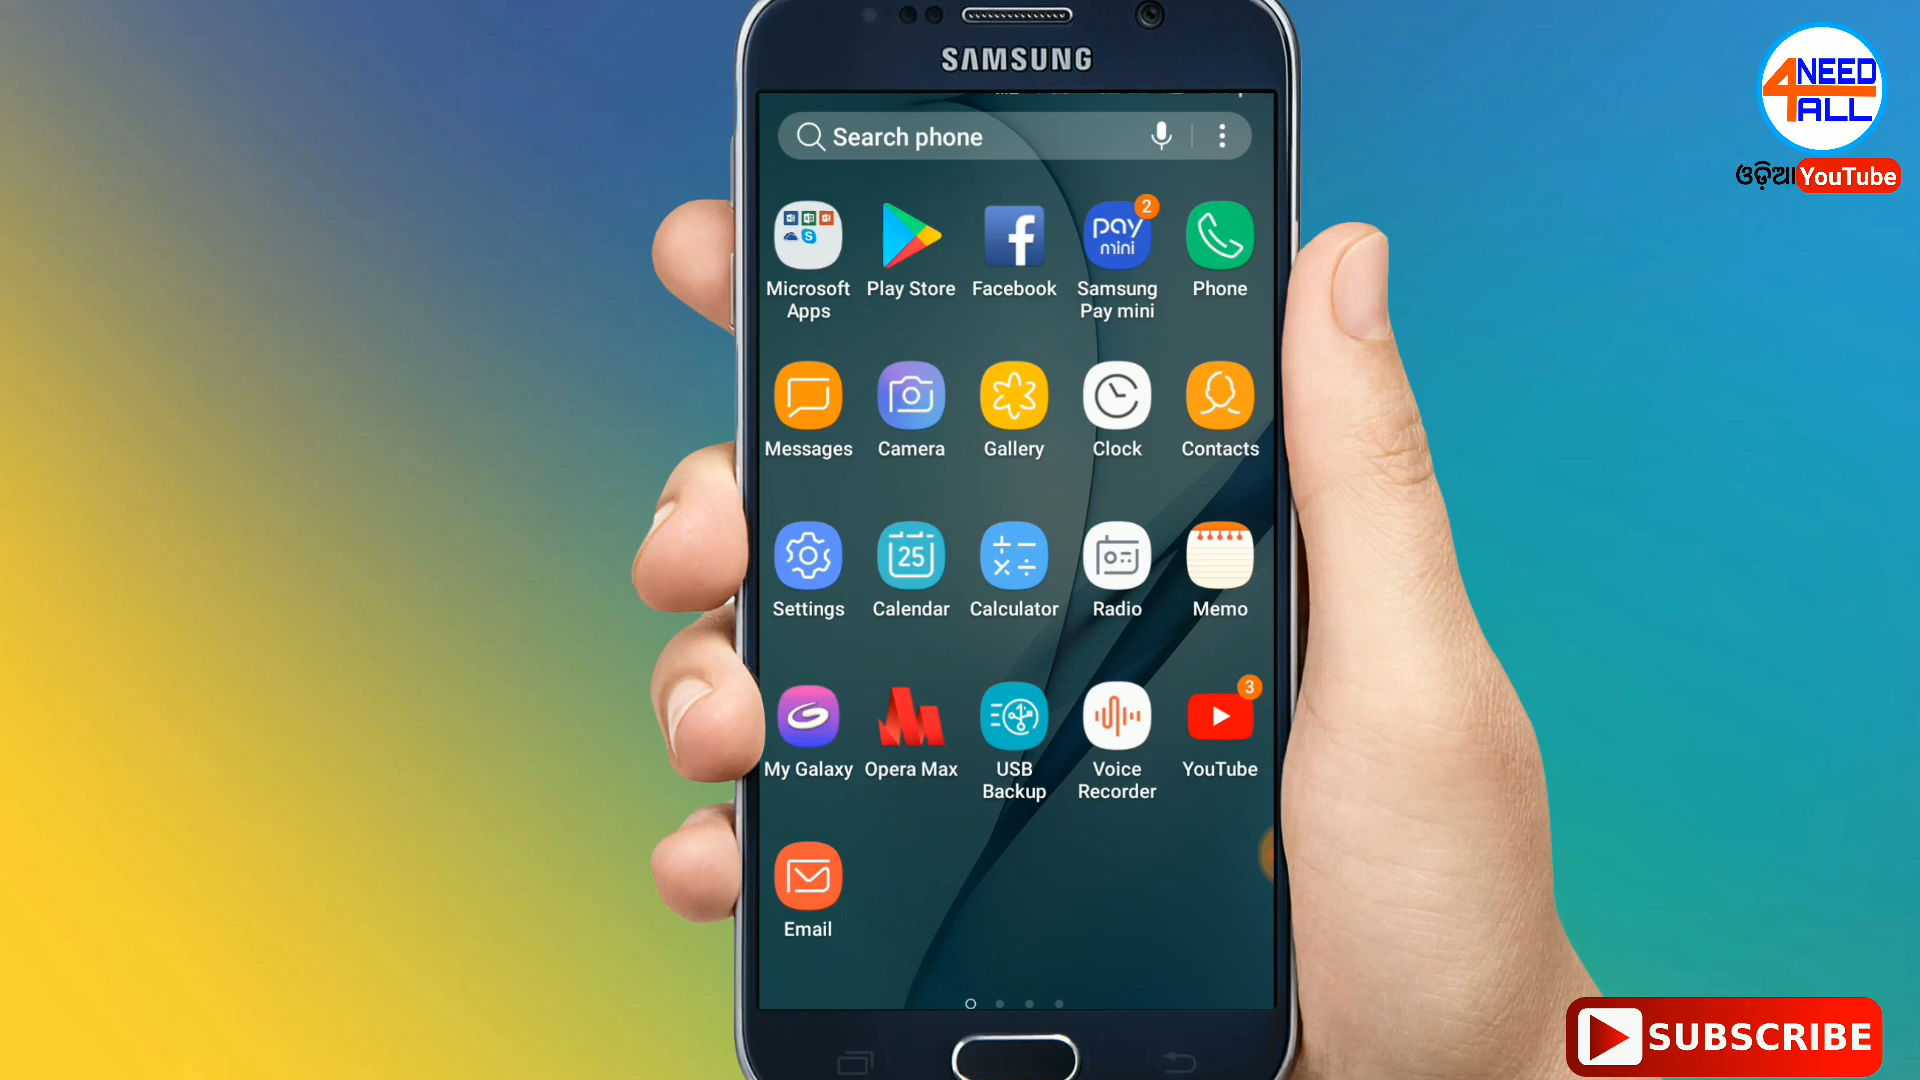 SAMSUNG
4NEED
ALL
ଓଡ଼ିଆ YouTube
Search phone
2
pay
mini
Microsoft
Apps
Play Store
Facebook
Samsung
Pay mini
Phone
Messages
Camera
Gallery
Clock
Contacts
25
Settings
Calendar
Calculator
Radio
Memo
3
My Galaxy
Opera Max
USB
Backup
Voice
Recorder
YouTube
Email
SUBSCRIBE